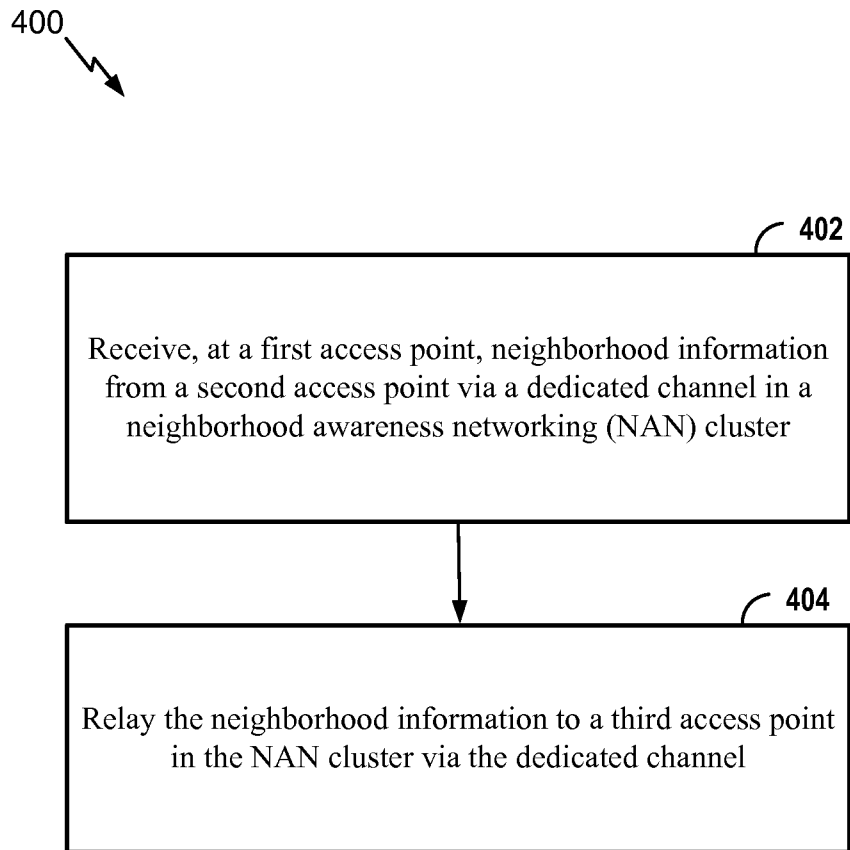 400
402
Receive, at a first access point, neighborhood information
from a second access point via a dedicated channel in a
neighborhood awareness networking (NAN) cluster
404
Relay the neighborhood information to a third access point
in the NAN cluster via the dedicated channel